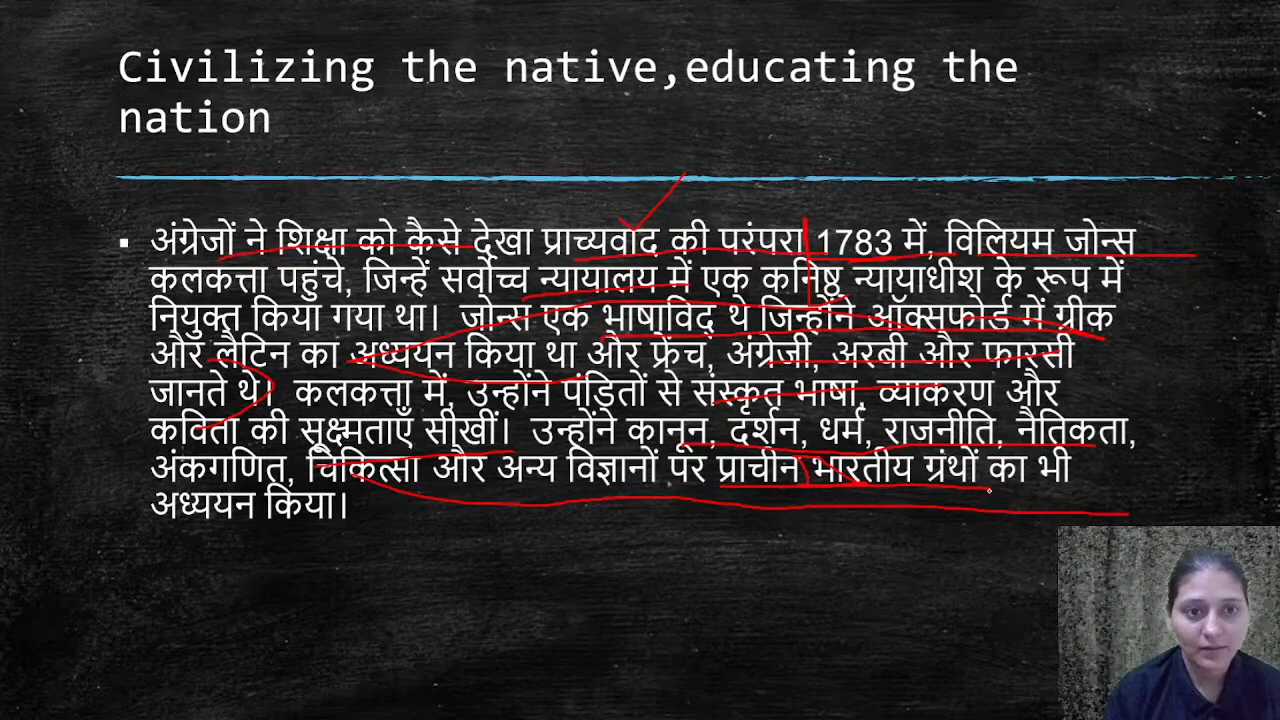 Civilizing the native,educating the
nation
▪ अंग्रेजों ने शिक्षा को कैसे देखा प्राच्यवाद की परंपरा 1783 में, विलियम जोन्स
कलकत्ता पहुंचे, जिन्हें सर्वोच्च न्यायालय में एक कनिष्ठ न्यायाधीश के रूप में
नियुक्त किया गया था। जोन्स एक भाषाविद् थे जिन्होंने ऑक्सफोर्ड में ग्रीक
और लैटिन का अध्ययन किया था और फ्रेंच, अंग्रेजी, अरबी और फारसी
जानते थे। कलकत्ता में, उन्होंने पंडितों से संस्कृत भाषा, व्याकरण और
कविता की सूक्ष्मताएँ सीखीं। उन्होंने कानून, दर्शन, धर्म, राजनीति, नैतिकता,
अंकगणित, चिकित्सा और अन्य विज्ञानों पर प्राचीन भारतीय ग्रंथों का भी
अध्ययन किया।